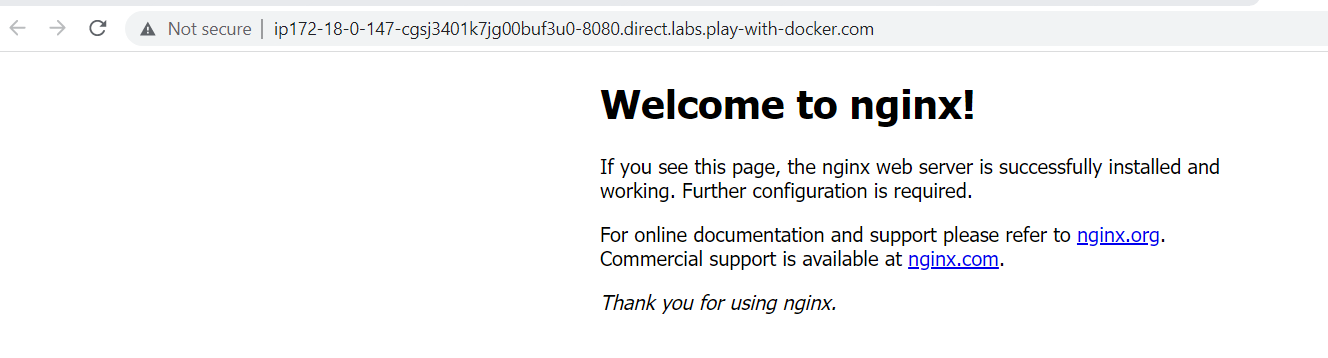 Not secure | ip172-18-0-147-cgsj3401k7jg00buf3u0-8080.direct.labs.play-with-docker.com
Welcome to nginx!
If you see this page, the nginx web server is successfully installed and
working. Further configuration is required.
For online documentation and support please refer to nginx.org.
Commercial support is available at nginx.com.
Thank you for using nginx.